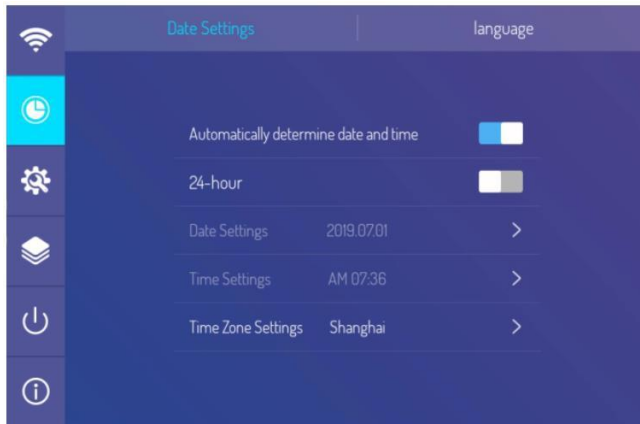 Date Settings language
Automatically determine date and time
24-hour
Date Settings 2019.07.01
Time Settings AM 07:36
Time Zone Settings Shanghai